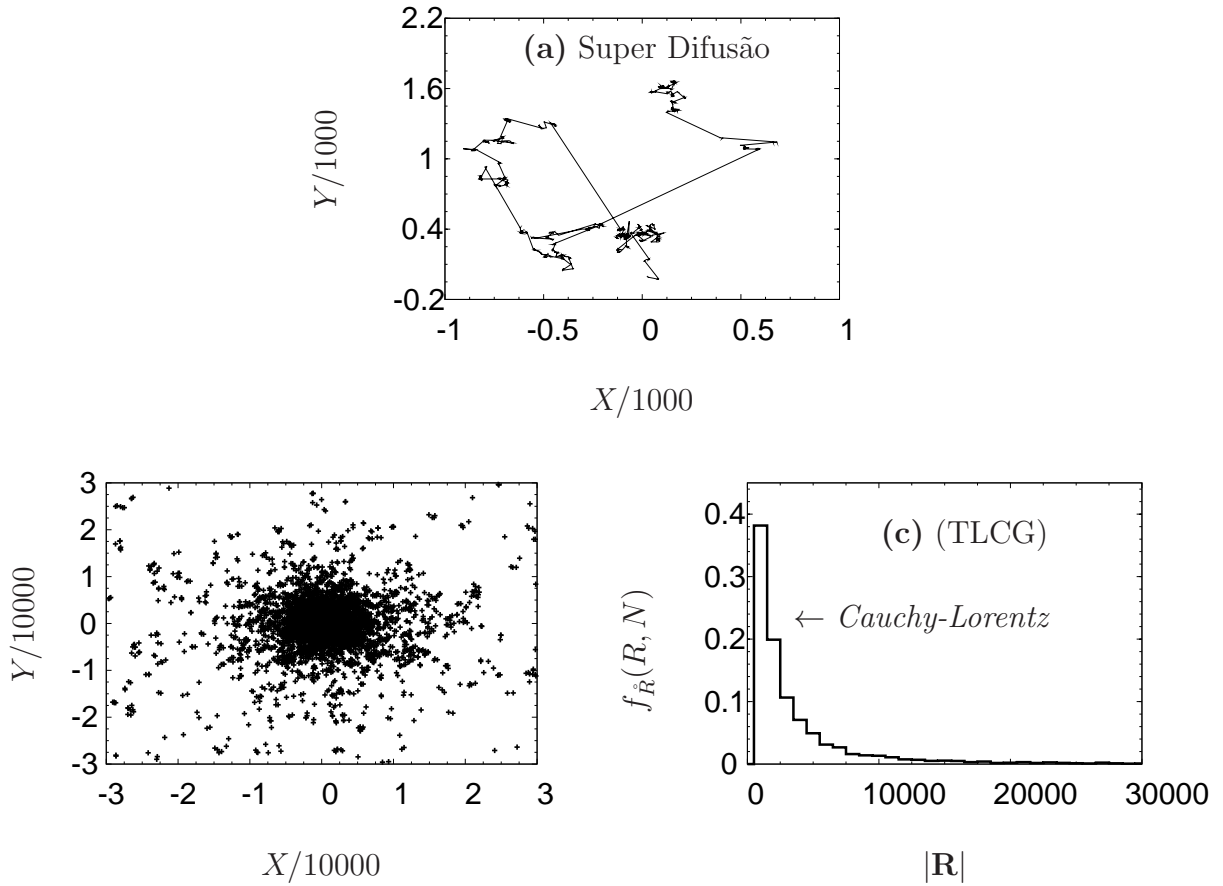 (a) Super Difusão
2.2
1.6
1
0.4
-0.2
Y/1000
-1 -0.5 0 0.5 1
X/1000
3
2
1
0
-1
-2
-3
Y/10000
-3 -2 -1 0 1 2 3
X/10000
(c) (TLCG)
← Cauchy-Lorentz
0.4
0.3
0.2
0.1
0
f_R̊(R, N)
0 10000 20000 30000
|R|